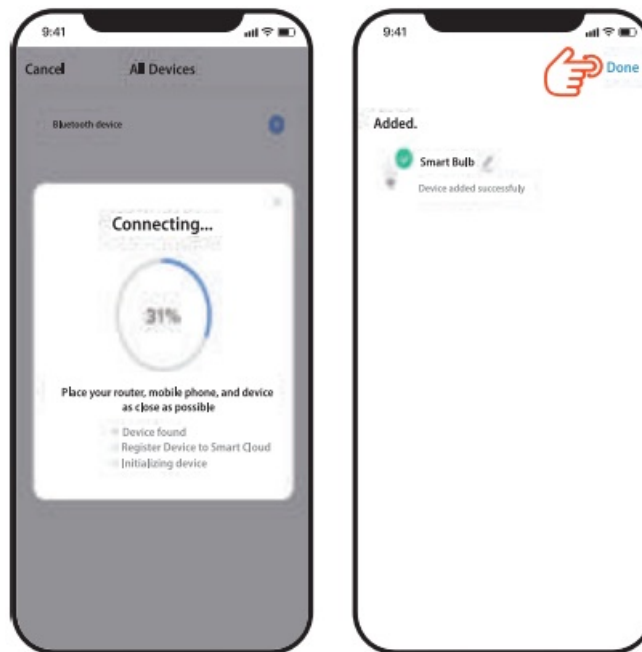 9:41
Cancel All Devices
Bluetooth device
Connecting...
31%
Place your router, mobile phone, and device
as close as possible
Device found
Register Device to Smart Cloud
Initializing device
9:41
Done
Added.
Smart Bulb
Device added successfuly